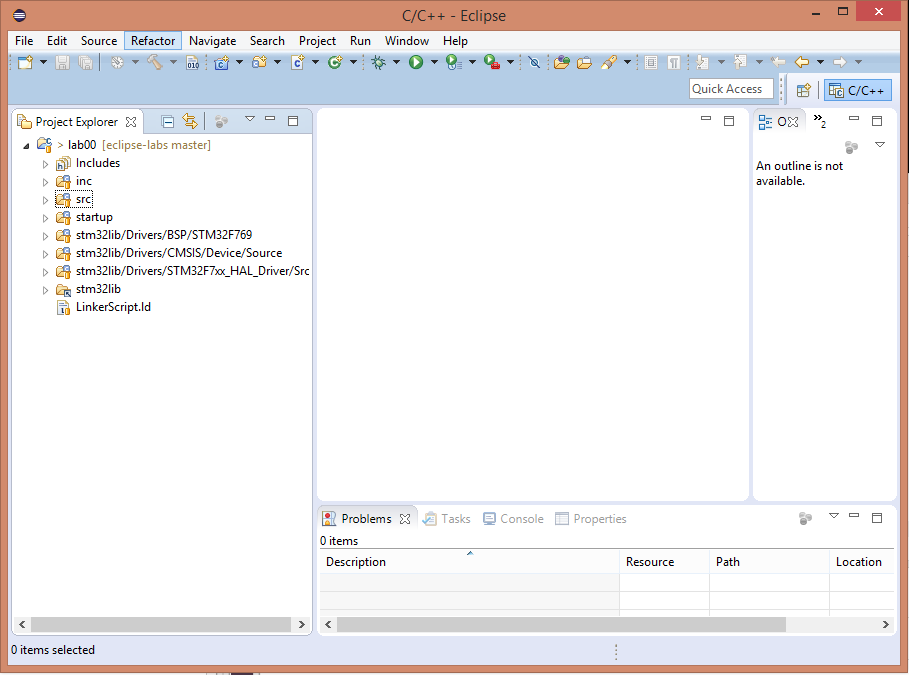 C/C++ - Eclipse
File Edit Source Refactor Navigate Search Project Run Window Help
010
Quick Access
C/C++
Project Explorer
O
»2
> lab00 [eclipse-labs master]
Includes
inc
src
startup
stm32lib/Drivers/BSP/STM32F769
stm32lib/Drivers/CMSIS/Device/Source
stm32lib/Drivers/STM32F7xx_HAL_Driver/Src
stm32lib
LinkerScript.ld
An outline is not
available.
Problems Tasks Console Properties
0 items
Description Resource Path Location
0 items selected